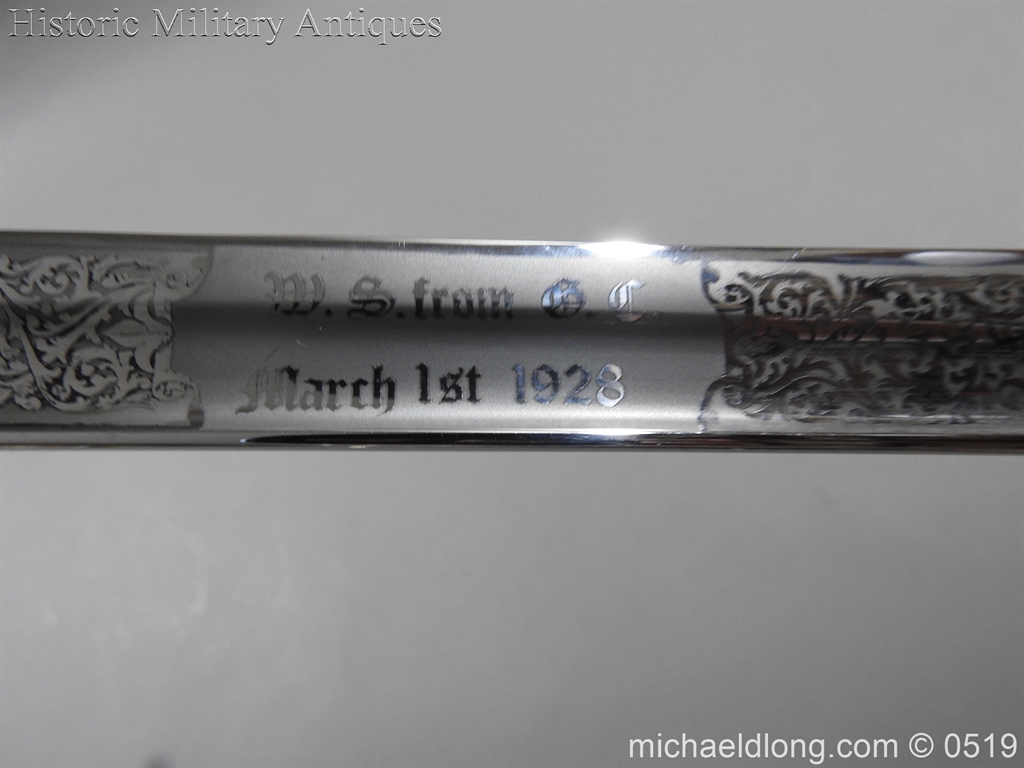 Historic Military Antiques
W. S. from G. C.
March 1st 1928
michaeldlong.com © 0519